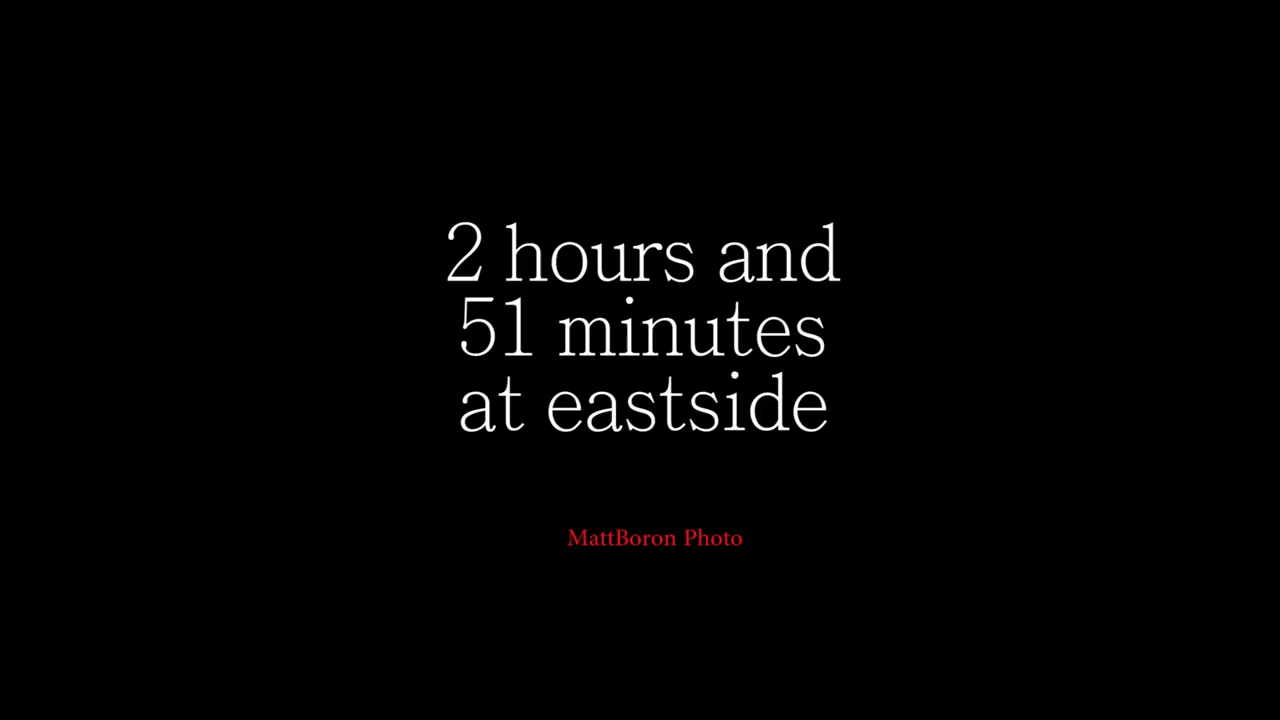 2 hours and
51 minutes
at eastside
MattBoron Photo